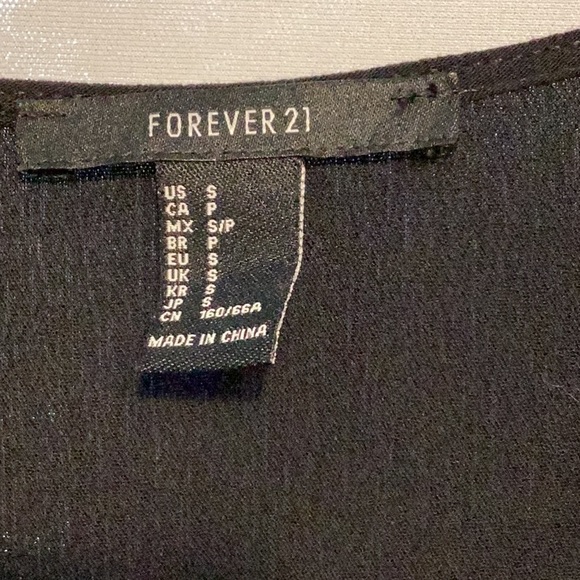 FOREVER 21
US S
CA P
MX S/P
BR P
EU S
UK S
KR S
JP S
CN 160/66A
MADE IN CHINA